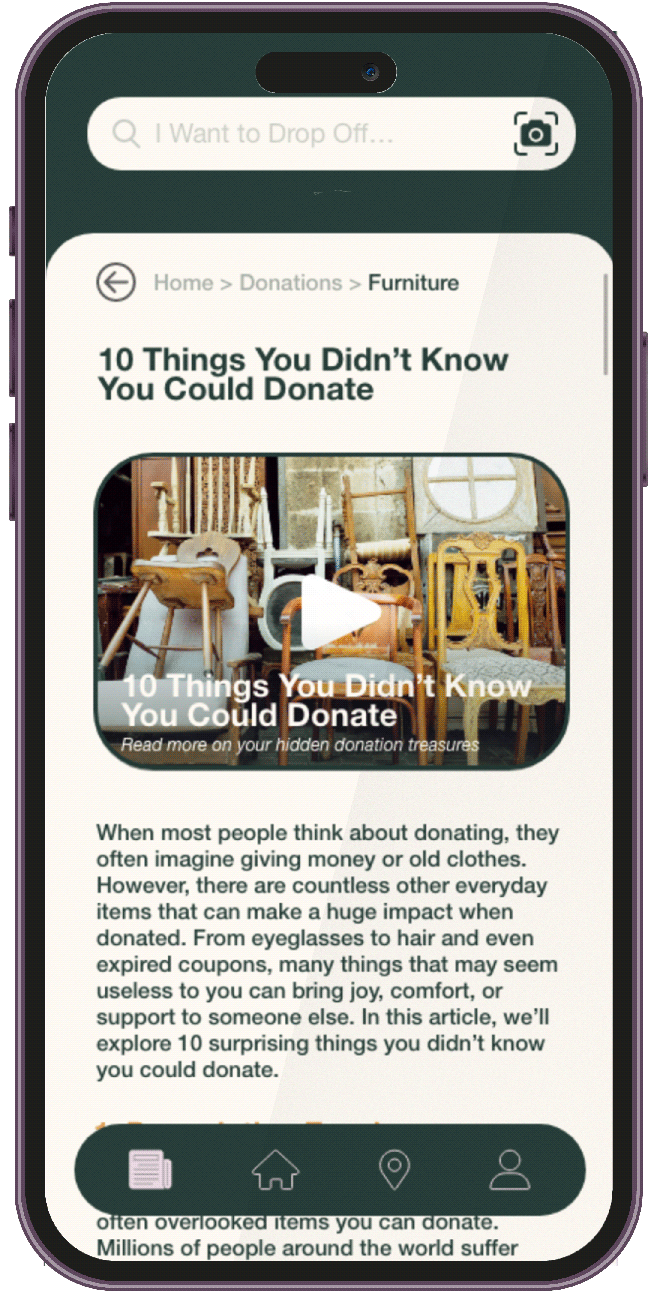 I Want to Drop Off...
Home > Donations > Furniture
10 Things You Didn't Know
You Could Donate
10 Things You Didn't Know
You Could Donate
Read more on your hidden donation treasures
When most people think about donating, they
often imagine giving money or old clothes.
However, there are countless other everyday
items that can make a huge impact when
donated. From eyeglasses to hair and even
expired coupons, many things that may seem
useless to you can bring joy, comfort, or
support to someone else. In this article, we'll
explore 10 surprising things you didn't know
you could donate.
often overlooked items you can donate.
Millions of people around the world suffer